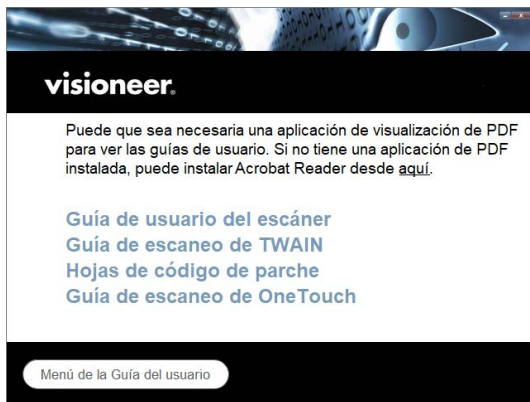 visioneer.
Puede que sea necesaria una aplicación de visualización de PDF
para ver las guías de usuario. Si no tiene una aplicación de PDF
instalada, puede instalar Acrobat Reader desde aquí.
Guía de usuario del escáner
Guía de escaneo de TWAIN
Hojas de código de parche
Guía de escaneo de OneTouch
Menú de la Guía del usuario